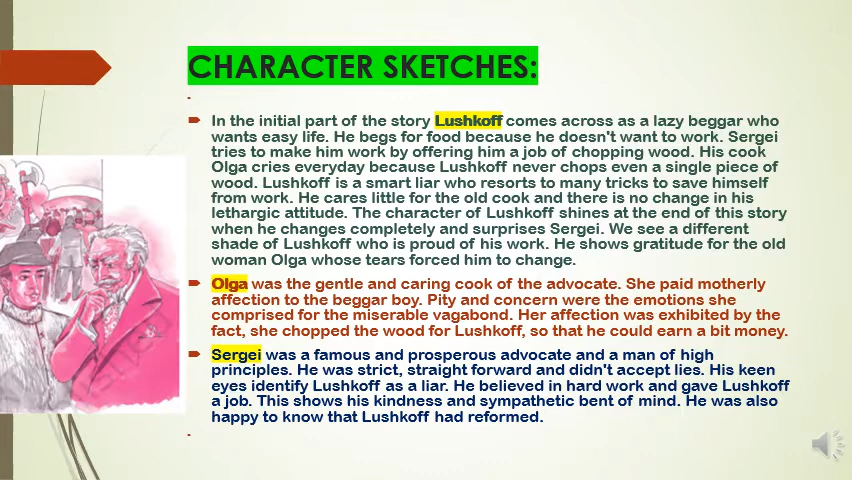 CHARACTER SKETCHES:
In the initial part of the story Lushkoff comes across as a lazy beggar who
wants easy life. He begs for food because he doesn't want to work. Sergei
tries to make him work by offering him a job of chopping wood. His cook
Olga cries everyday because Lushkoff never chops even a single piece of
wood. Lushkoff is a smart liar who resorts to many tricks to save himself
from work. He cares little for the old cook and there is no change in his
lethargic attitude. The character of Lushkoff shines at the end of this story
when he changes completely and surprises Sergei. We see a different
shade of Lushkoff who is proud of his work. He shows gratitude for the old
woman Olga whose tears forced him to change.
Olga was the gentle and caring cook of the advocate. She paid motherly
affection to the beggar boy. Pity and concern were the emotions she
comprised for the miserable vagabond. Her affection was exhibited by the
fact, she chopped the wood for Lushkoff, so that he could earn a bit money.
Sergei was a famous and prosperous advocate and a man of high
principles. He was strict, straight forward and didn't accept lies. His keen
eyes identify Lushkoff as a liar. He believed in hard work and gave Lushkoff
a job. This shows his kindness and sympathetic bent of mind. He was also
happy to know that Lushkoff had reformed.